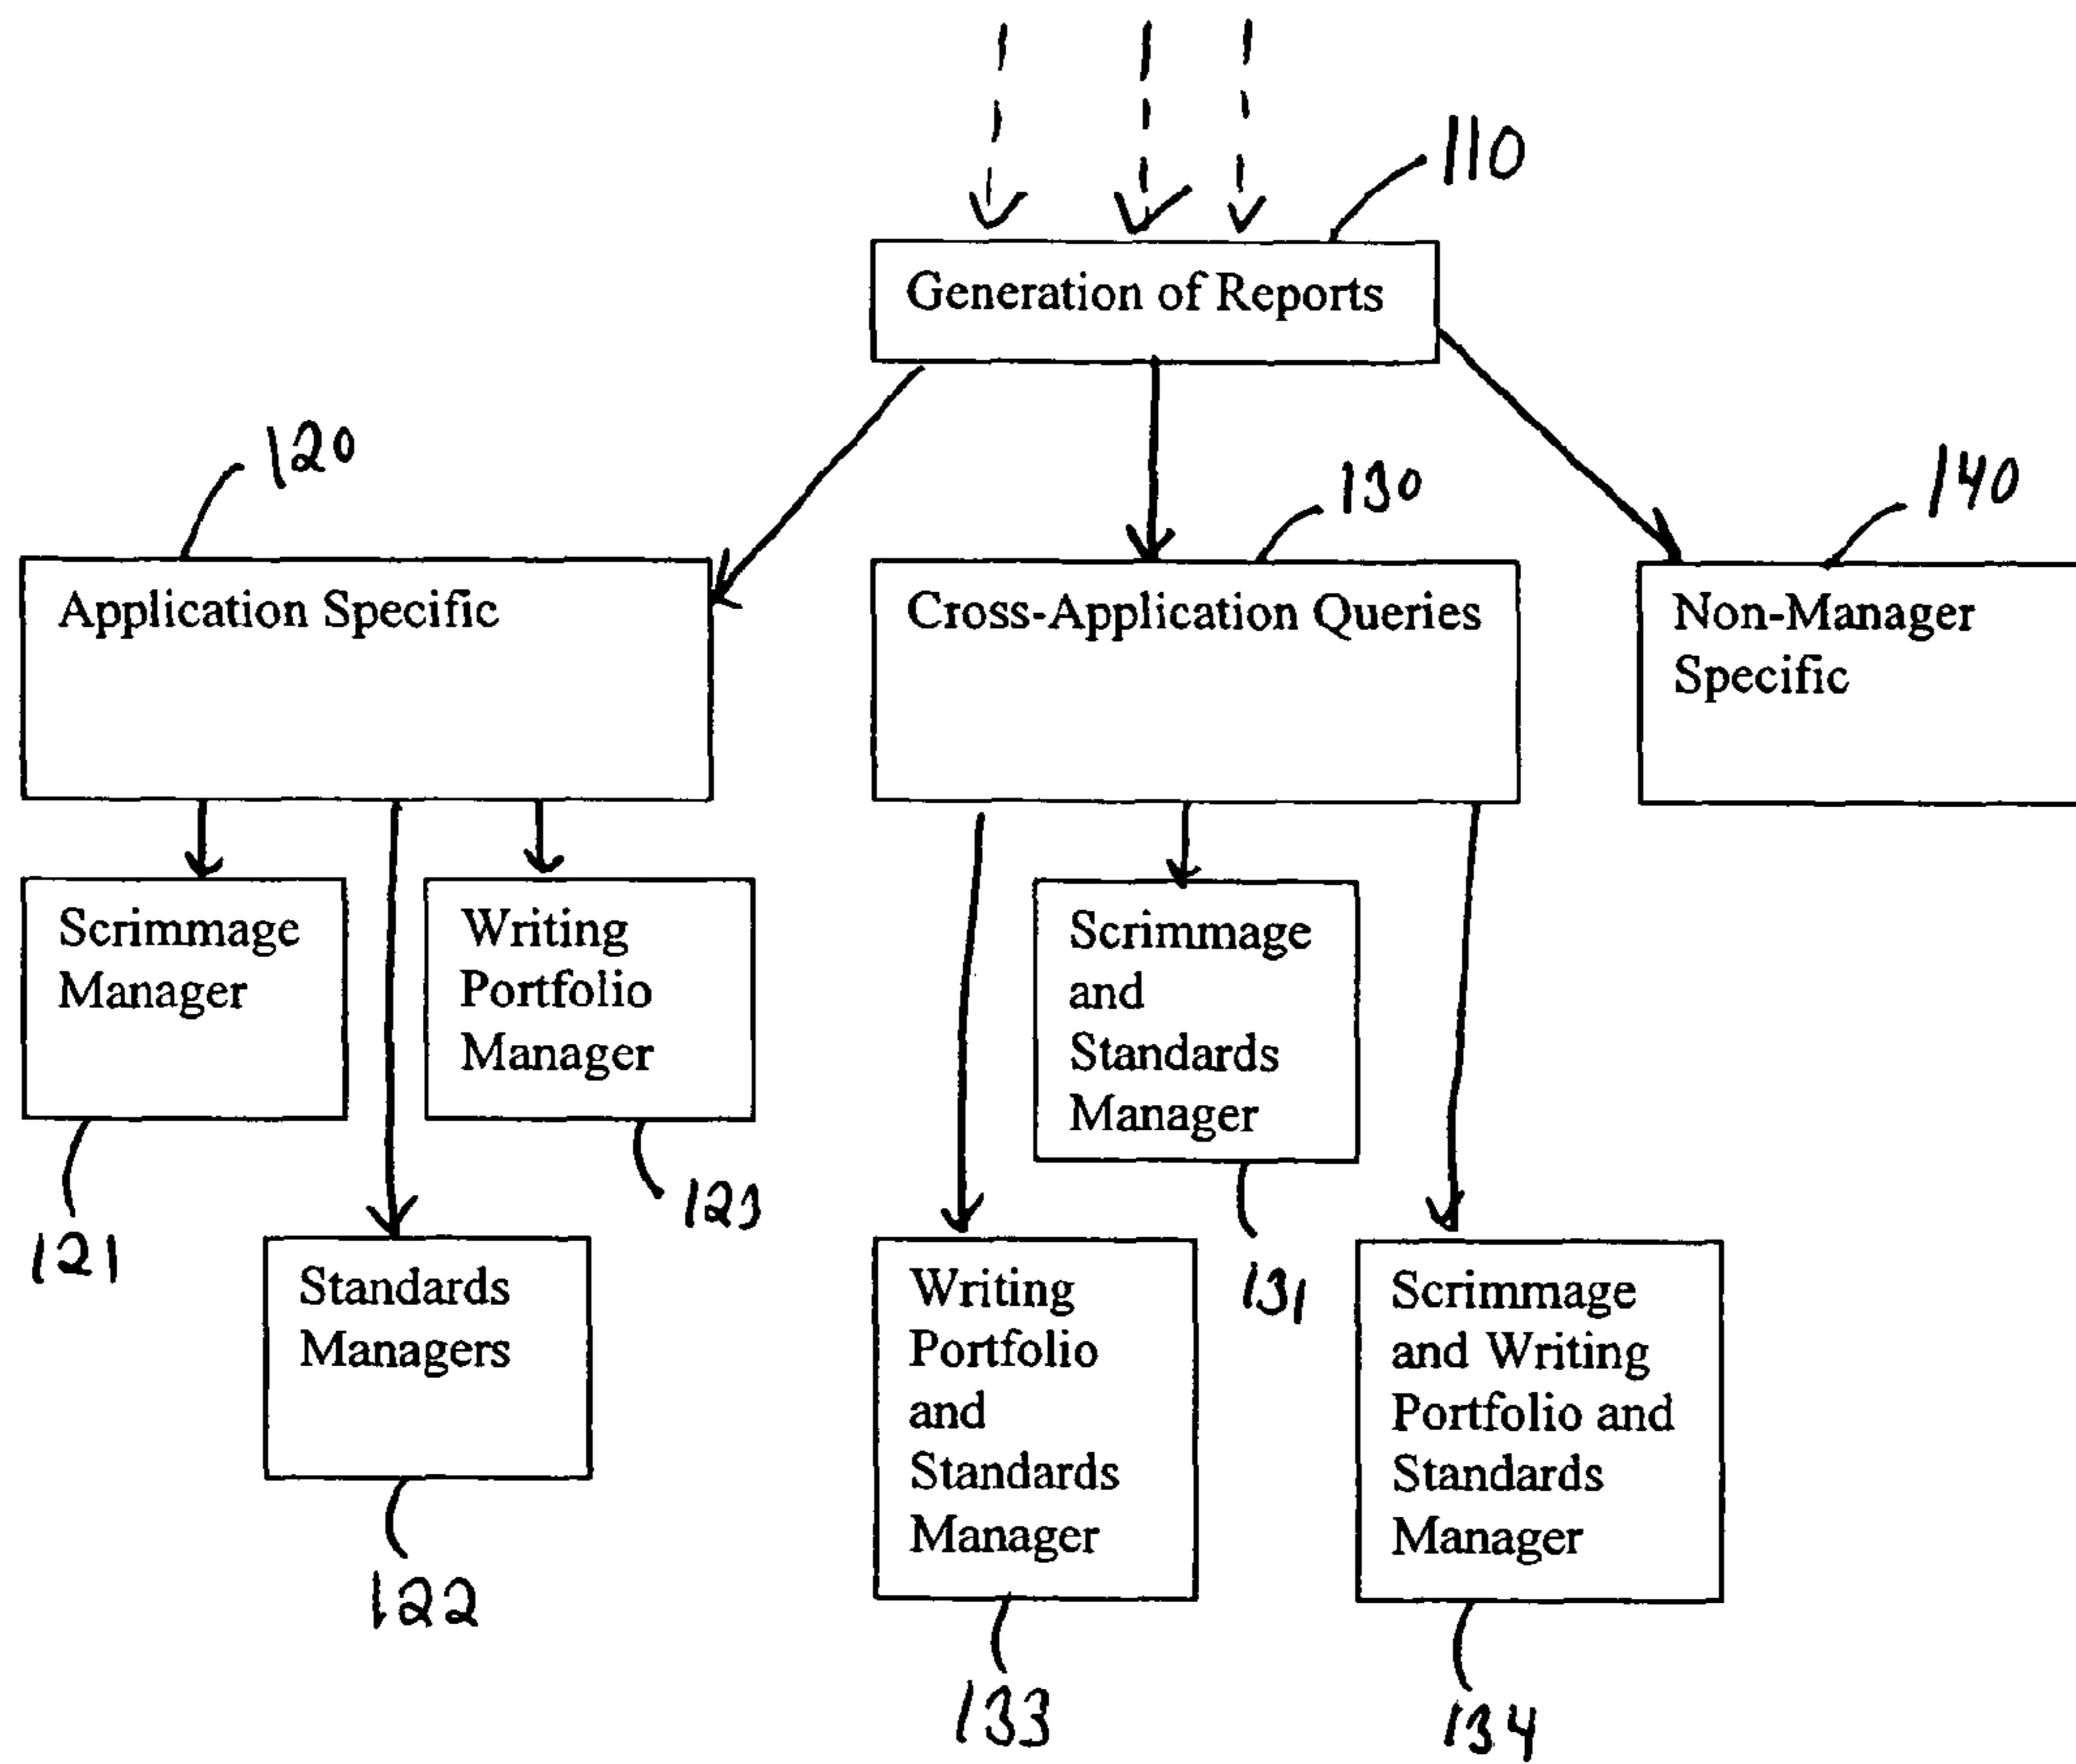 110
Generation of Reports
120
130
140
Application Specific
Cross-Application Queries
Non-Manager
Specific
Scrimmage
Manager
Writing
Portfolio
Manager
Scrimmage
and
Standards
Manager
121
123
131
Standards
Managers
122
Writing
Portfolio
and
Standards
Manager
133
Scrimmage
and Writing
Portfolio and
Standards
Manager
134